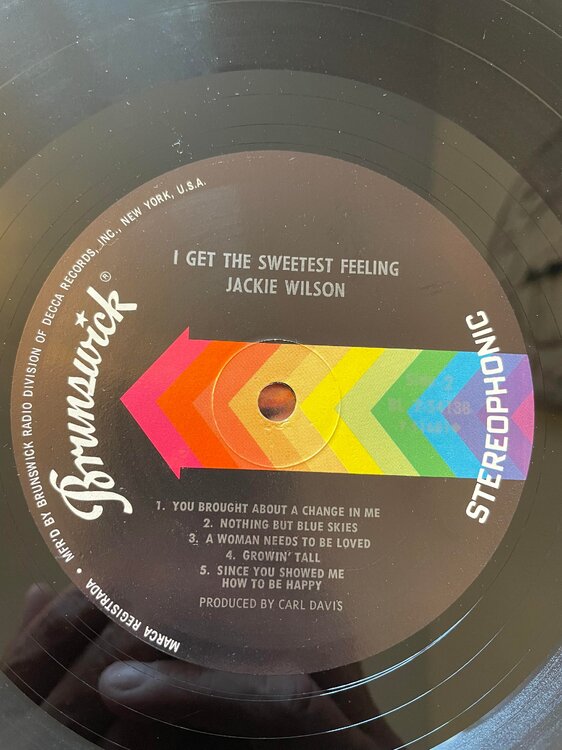 I GET THE SWEETEST FEELING
JACKIE WILSON
Brunswick®
STEREOPHONIC
Side 2
1. YOU BROUGHT ABOUT A CHANGE IN ME
2. NOTHING BUT BLUE SKIES
3. A WOMAN NEEDS TO BE LOVED
4. GROWIN' TALL
5. SINCE YOU SHOWED ME
HOW TO BE HAPPY
PRODUCED BY CARL DAVIS
MARCA REGISTRADA • MFR'D BY BRUNSWICK RADIO DIVISION OF DECCA RECORDS, INC., NEW YORK, U.S.A.